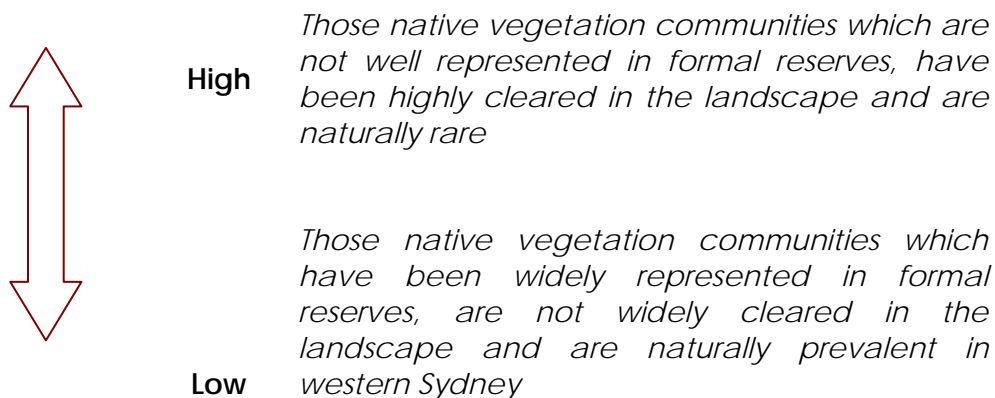 Those native vegetation communities which are
High not well represented in formal reserves, have
been highly cleared in the landscape and are
naturally rare
Those native vegetation communities which
have been widely represented in formal
reserves, are not widely cleared in the
landscape and are naturally prevalent in
Low western Sydney